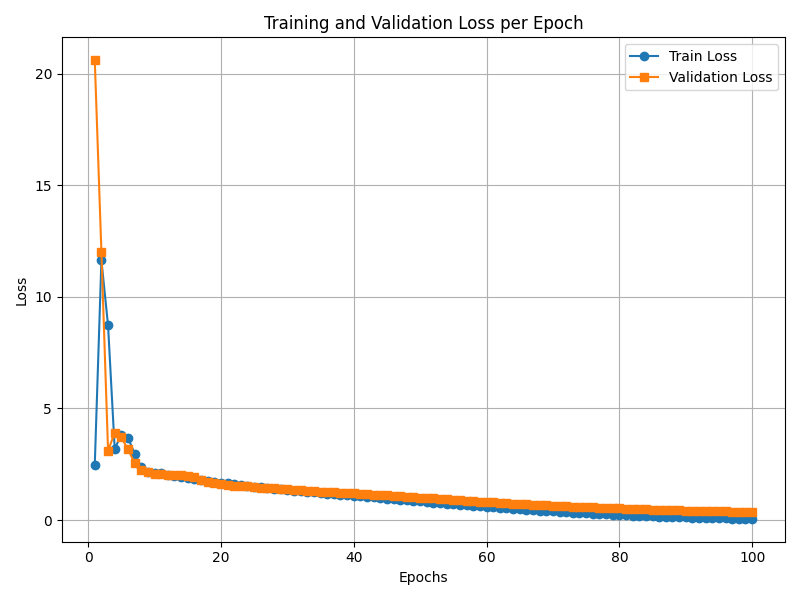 Training and Validation Loss per Epoch
Train Loss
Validation Loss
20
15
10
5
0
Loss
0 20 40 60 80 100
Epochs